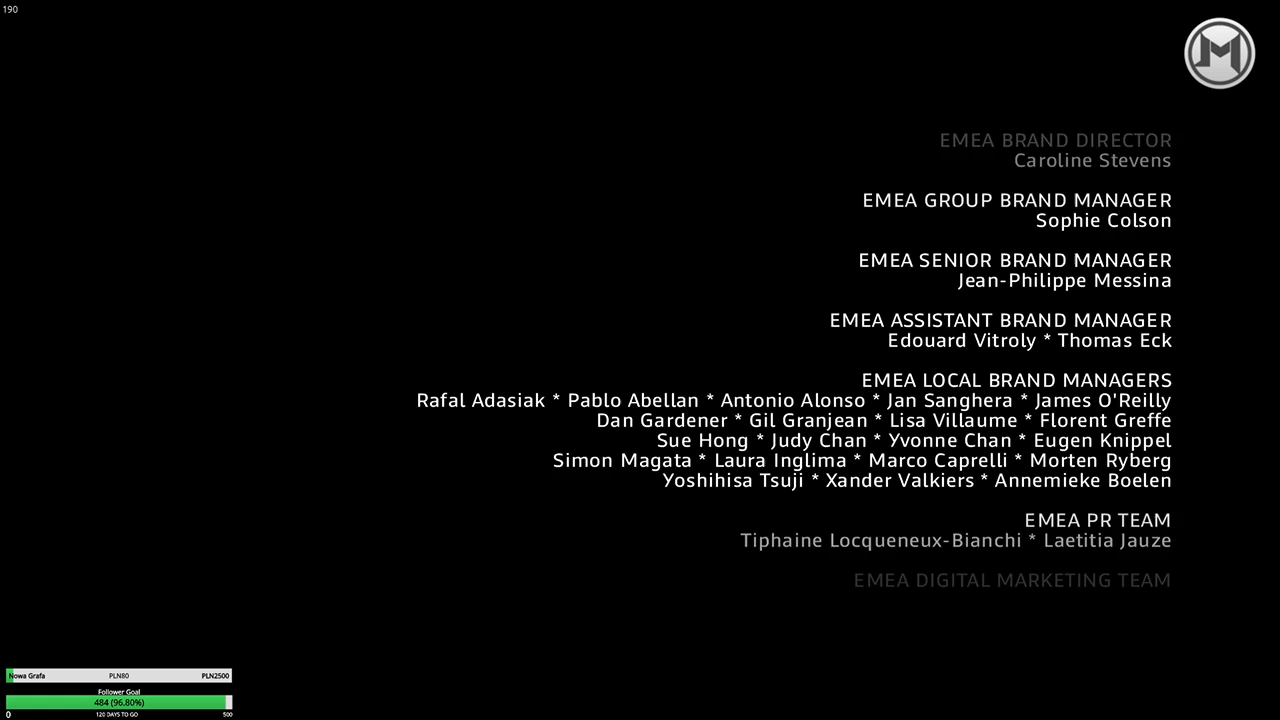 190
EMEA BRAND DIRECTOR
Caroline Stevens
EMEA GROUP BRAND MANAGER
Sophie Colson
EMEA SENIOR BRAND MANAGER
Jean-Philippe Messina
EMEA ASSISTANT BRAND MANAGER
Edouard Vitroly * Thomas Eck
EMEA LOCAL BRAND MANAGERS
Rafal Adasiak * Pablo Abellan * Antonio Alonso * Jan Sanghera * James O'Reilly
Dan Gardener * Gil Granjean * Lisa Villaume * Florent Greffe
Sue Hong * Judy Chan * Yvonne Chan * Eugen Knippel
Simon Magata * Laura Inglima * Marco Caprelli * Morten Ryberg
Yoshihisa Tsuji * Xander Valkiers * Annemieke Boelen
EMEA PR TEAM
Tiphaine Locqueneux-Bianchi * Laetitia Jauze
EMEA DIGITAL MARKETING TEAM
Nowa Grafa PLN80 PLN2500
Follower Goal
484 (96.80%)
0 120 DAYS TO GO 500